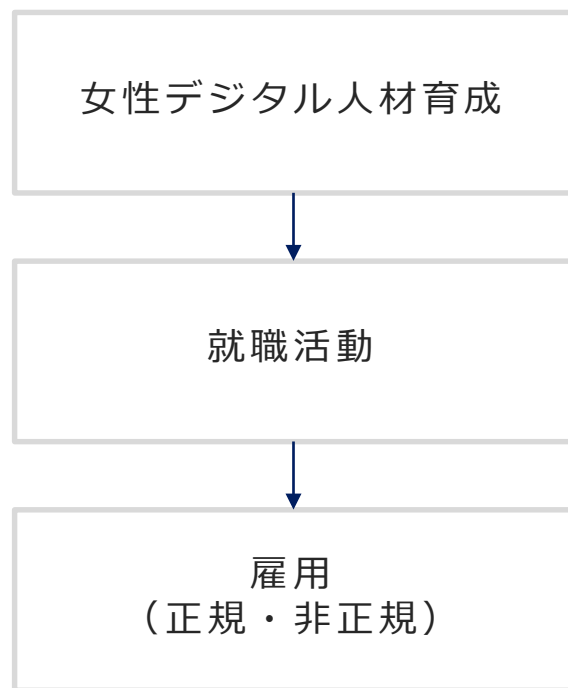 女性デジタル人材育成
就職活動
雇用
（正規・非正規）